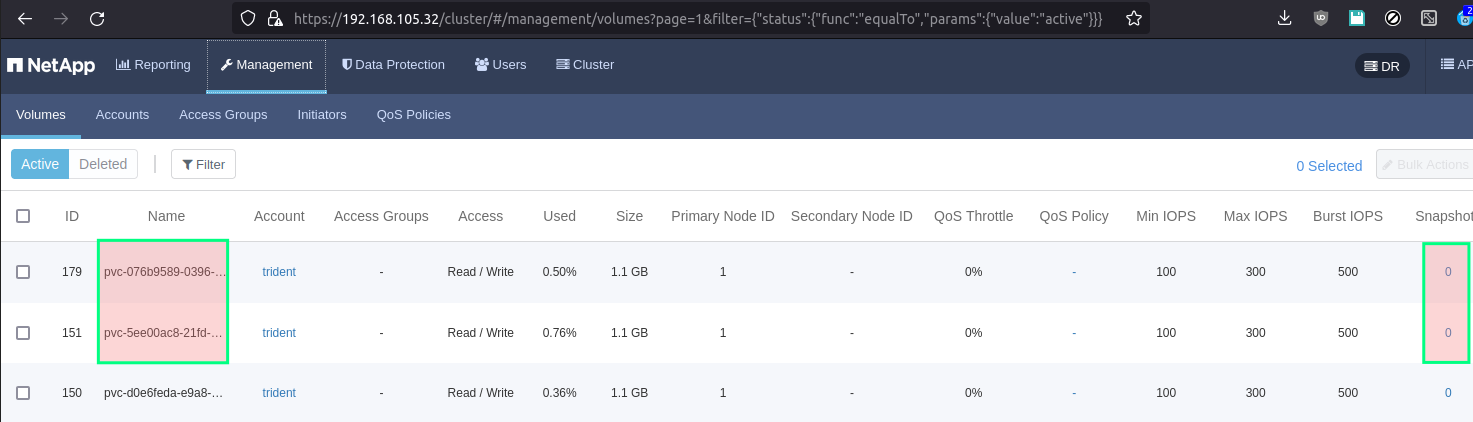 https://192.168.105.32/cluster/#/management/volumes?page=1&filter={"status":{"func":"equalTo","params":{"value":"active"}}}
2
NetApp Reporting Management Data Protection Users Cluster DR AP
Volumes Accounts Access Groups Initiators QoS Policies
Active Deleted Filter 0 Selected Bulk Actions
ID Name Account Access Groups Access Used Size Primary Node ID Secondary Node ID QoS Throttle QoS Policy Min IOPS Max IOPS Burst IOPS Snapshot
179 pvc-076b9589-0396-… trident - Read / Write 0.50% 1.1 GB 1 - 0% - 100 300 500 0
151 pvc-5ee00ac8-21fd-… trident - Read / Write 0.76% 1.1 GB 1 - 0% - 100 300 500 0
150 pvc-d0e6feda-e9a8-… trident - Read / Write 0.36% 1.1 GB 1 - 0% - 100 300 500 0